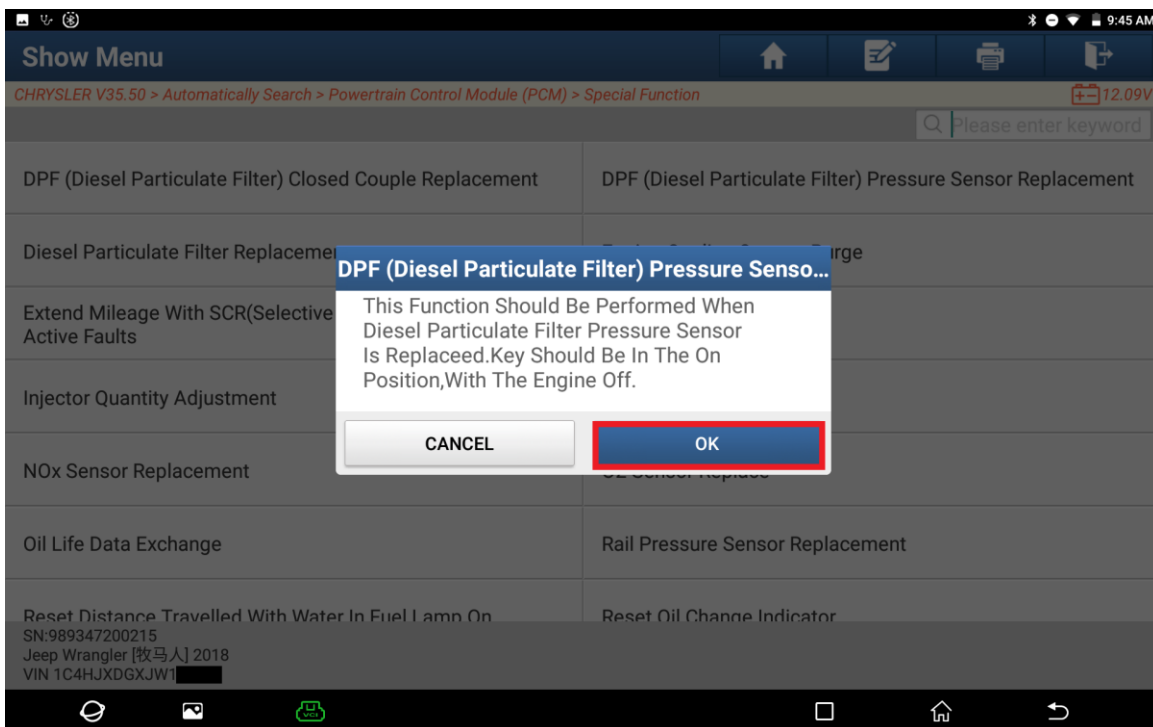 9:45 AM
Show Menu
CHRYSLER V35.50 > Automatically Search > Powertrain Control Module (PCM) > Special Function
12.09V
Please enter keyword
DPF (Diesel Particulate Filter) Closed Couple Replacement
DPF (Diesel Particulate Filter) Pressure Sensor Replacement
Diesel Particulate Filter
DPF (Diesel Particulate Filter) Pressure Senso...
This Function Should Be Performed When
Diesel Particulate Filter Pressure Sensor
Is Replaceed.Key Should Be In The On
Position,With The Engine Off.
CANCEL
OK
Extend Mileage With SCR(Selective
Active Faults
Injector Quantity Adjustment
NOx Sensor Replacement
Oil Life Data Exchange
Rail Pressure Sensor Replacement
Reset Distance Travelled With Water In Fuel Lamp On
Reset Oil Change Indicator
SN:989347200215
Jeep Wrangler [牧马人] 2018
VIN 1C4HJXDGXJW1
VCI